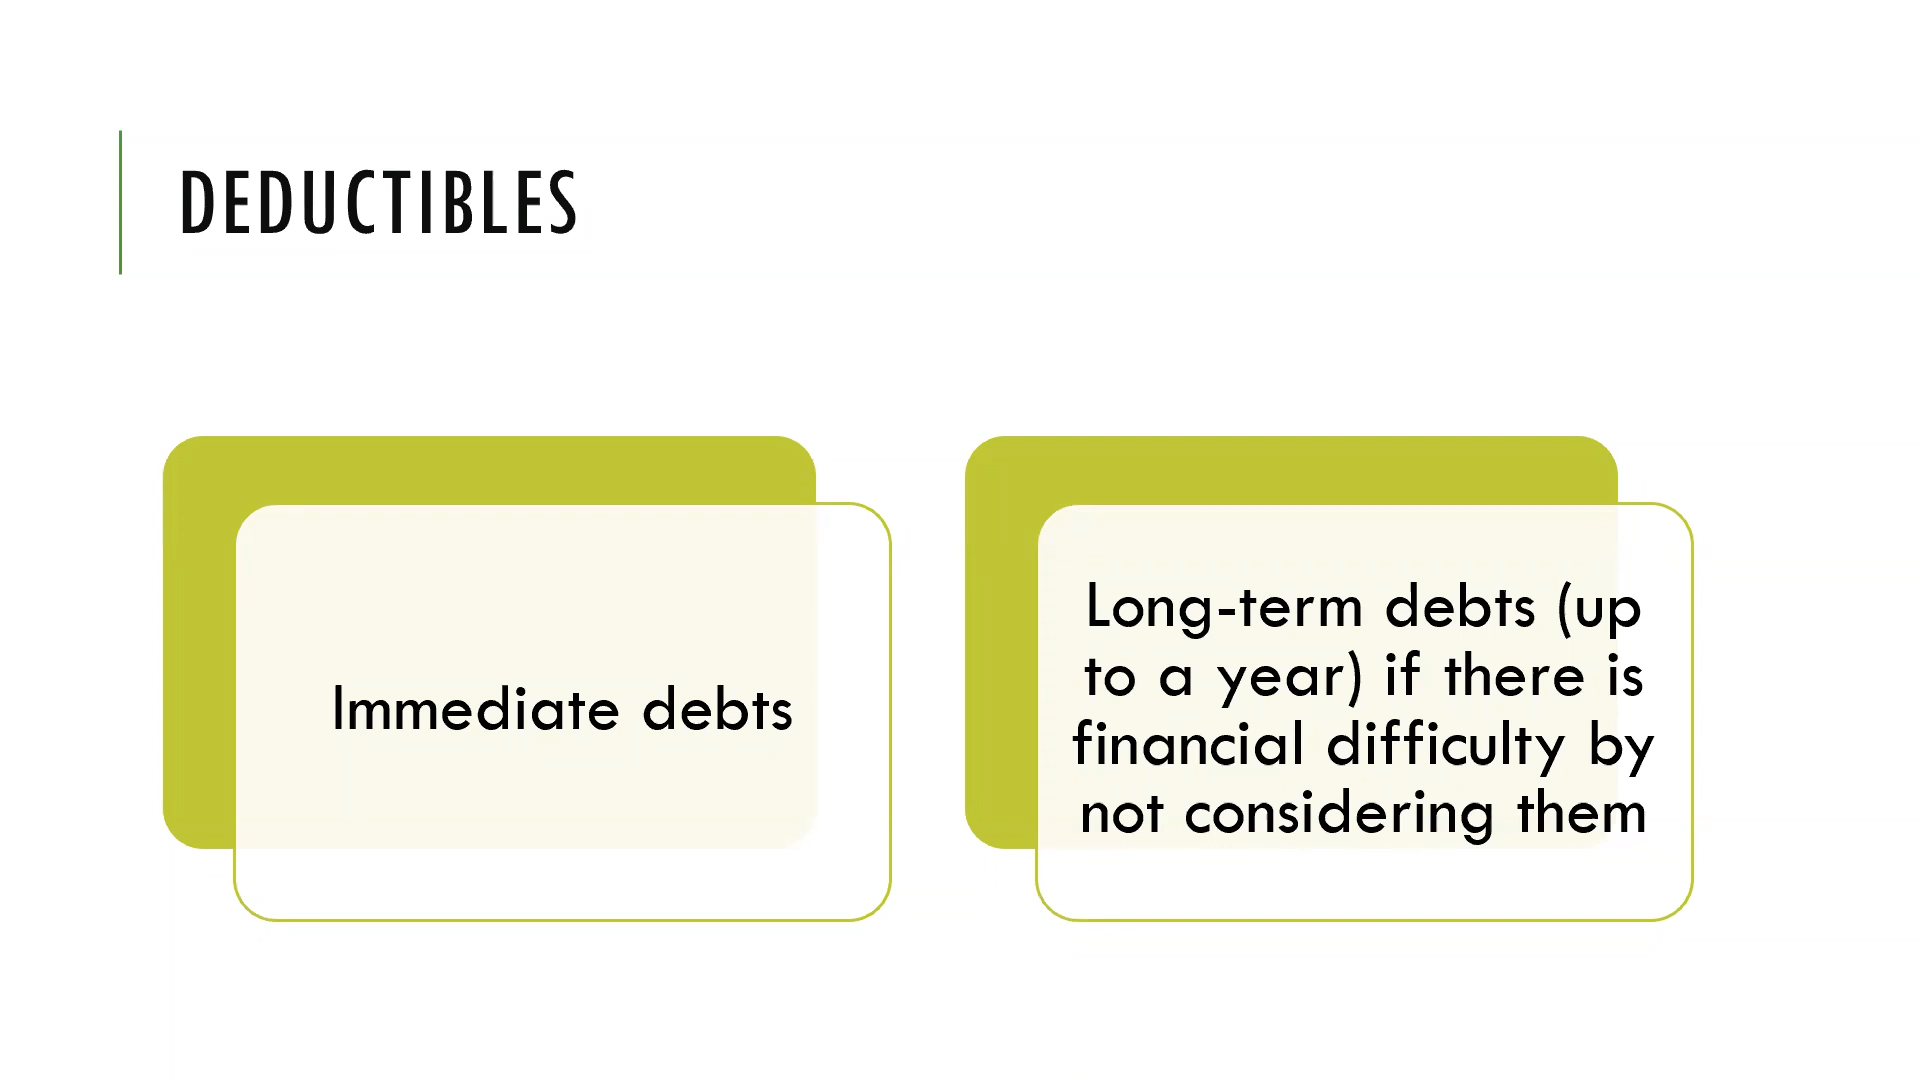 DEDUCTIBLES
Immediate debts
Long-term debts (up
to a year) if there is
financial difficulty by
not considering them